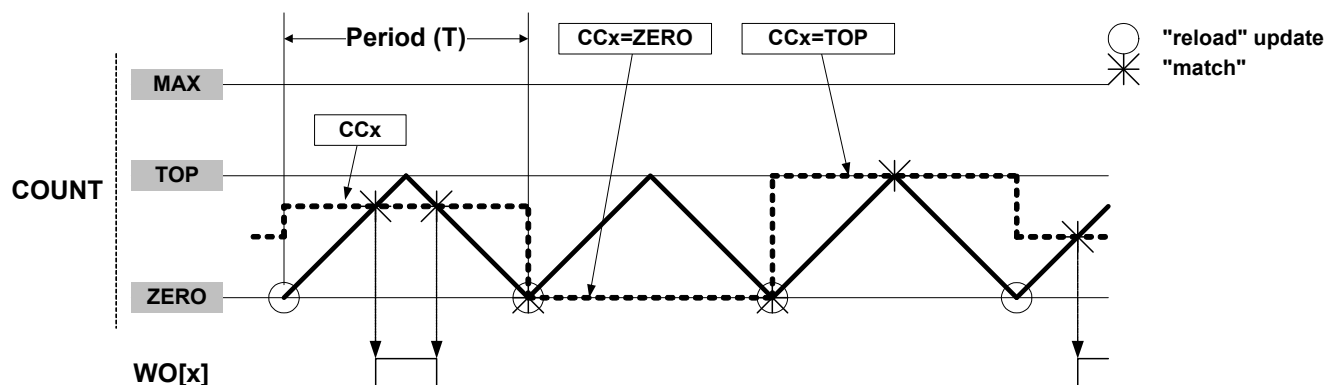 Period (T)
CCx=ZERO
CCx=TOP
"reload" update
"match"
MAX
CCx
TOP
COUNT
ZERO
WO[x]